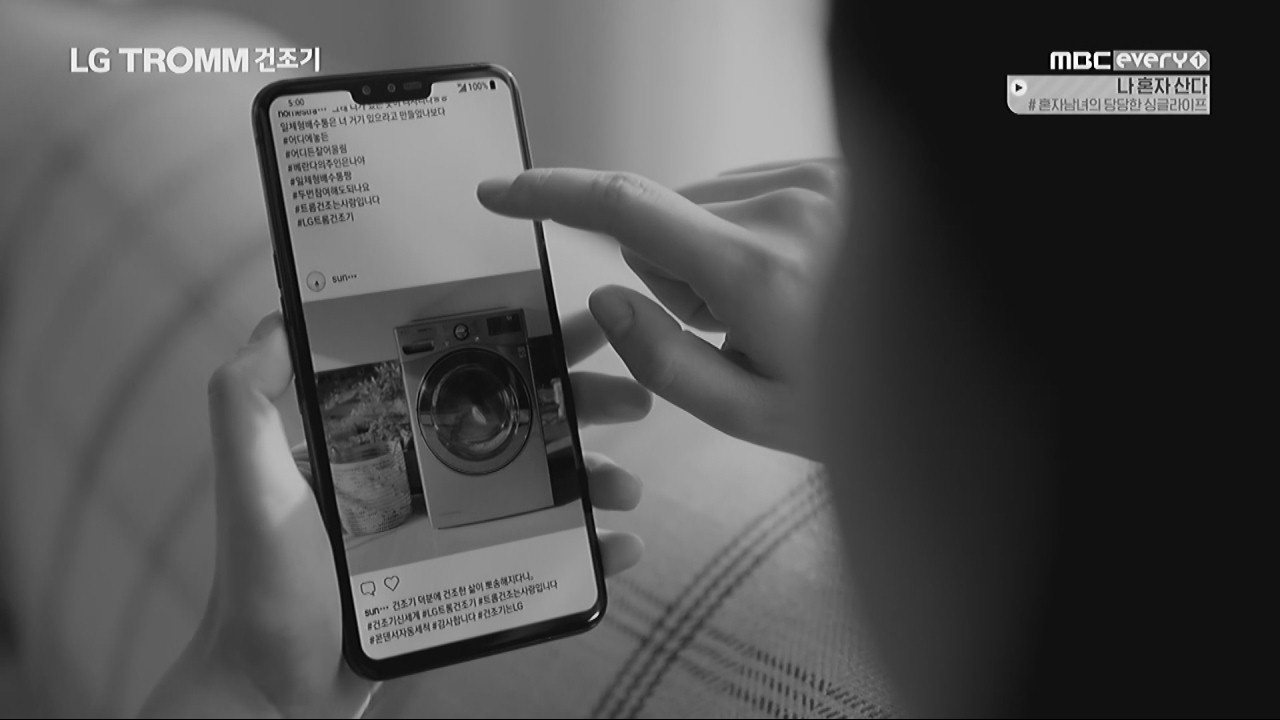 LG TROMM 건조기
MBC every1
나 혼자 산다
# 혼자남녀의 당당한 싱글라이프
5:00
100%
일체형배수통은 너 거기 있으라고 만들었나보다
#어디에놓든
#어디든잘어울림
#베란다의주인은나야
#일체형배수통짱
#두번참여해도되나요
#트롬건조는사랑입니다
#LG트롬건조기
sun···
sun··· 건조기 덕분에 건조한 삶이 뽀송해지다니,
#건조기신세계 #LG트롬건조기 #트롬건조는사랑입니다
#콘덴서자동세척 #감사합니다 #건조기는LG